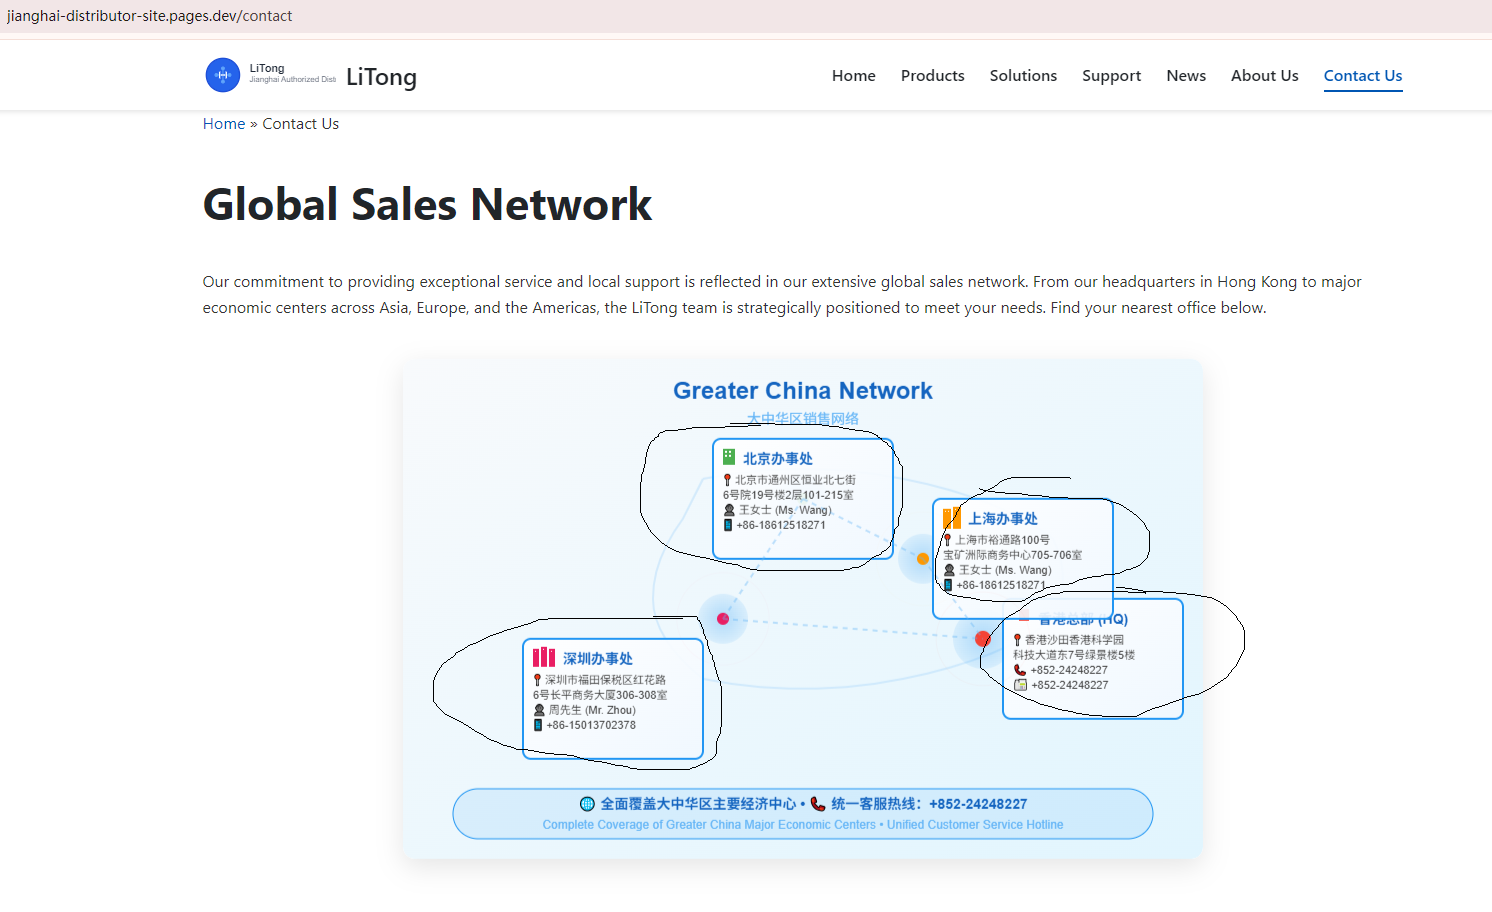 jianghai-distributor-site.pages.dev/contact
LiTong
Jianghai Authorized Disti
LiTong
Home
Products
Solutions
Support
News
About Us
Contact Us
Home » Contact Us
Global Sales Network
Our commitment to providing exceptional service and local support is reflected in our extensive global sales network. From our headquarters in Hong Kong to major
economic centers across Asia, Europe, and the Americas, the LiTong team is strategically positioned to meet your needs. Find your nearest office below.
Greater China Network
大中华区销售网络
北京办事处
北京市通州区恒业北七街
6号院19号楼2层101-215室
王女士 (Ms. Wang)
+86-18612518271
上海办事处
上海市裕通路100号
宝矿洲际商务中心705-706室
王女士 (Ms. Wang)
+86-18612518271
香港总部 (HQ)
香港沙田香港科学园
科技大道东7号绿景楼5楼
+852-24248227
+852-24248227
深圳办事处
深圳市福田保税区红花路
6号长平商务大厦306-308室
周先生 (Mr. Zhou)
+86-15013702378
全面覆盖大中华区主要经济中心 • 统一客服热线：+852-24248227
Complete Coverage of Greater China Major Economic Centers • Unified Customer Service Hotline